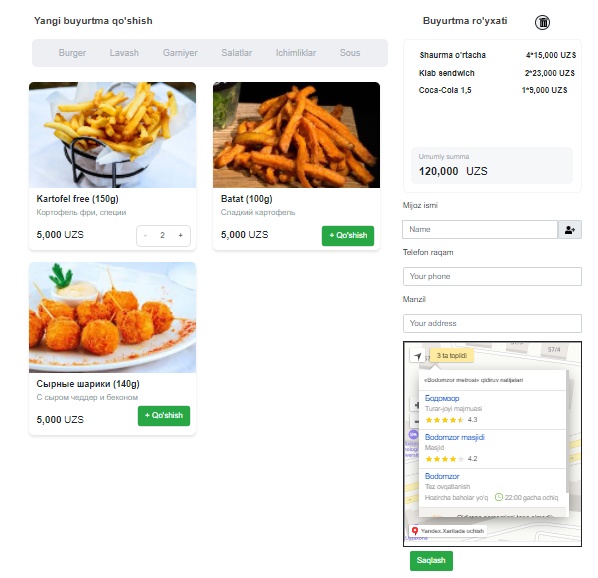 Yangi buyurtma qo'shish
Buyurtma ro'yxati
Burger Lavash Garniyer Salatlar Ichimliklar Sous
Shaurma o'rtacha 4*15,000 UZS
Klab sendwich 2*23,000 UZS
Coca-Cola 1,5 1*9,000 UZS
Umumiy summa
120,000 UZS
Kartofel free (150g)
Картофель фри, специи
5,000 UZS - 2 +
Batat (100g)
Сладкий картофель
5,000 UZS + Qo'shish
Сырные шарики (140g)
С сыром чеддер и беконом
5,000 UZS + Qo'shish
Mijoz ismi
Name
Telefon raqam
Your phone
Manzil
Your address
57/4
3 ta topildi
«Bodomzor metrosi» qidiruv natijalari
Бодомзор
Turar-joyi majmuasi
4.3
Bodomzor masjidi
Masjid
4.2
Bodomzor
Tez ovqatlanish
Hozircha baholar yo'q 22:00 gacha ochiq
Yandex.Xaritada ochish
Saqlash